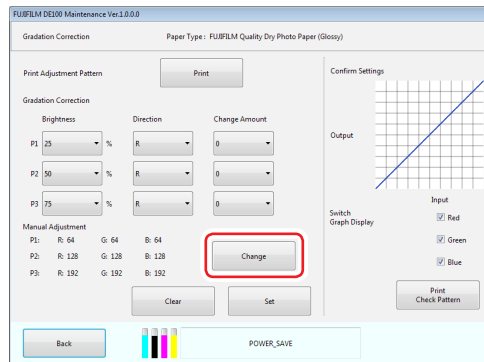 FUJIFILM DE100 Maintenance Ver.1.0.0.0
Gradation Correction Paper Type : FUJIFILM Quality Dry Photo Paper (Glossy)
Print Adjustment Pattern Print Confirm Settings
Gradation Correction
Brightness Direction Change Amount
P1 25 % R 0
Output
P2 50 % R 0
P3 75 % R 0
Input
Switch
Graph Display
Red
Manual Adjustment
P1: R: 64 G: 64 B: 64
P2: R: 128 G: 128 B: 128
P3: R: 192 G: 192 B: 192
Change
Green
Blue
Clear Set
Print
Check Pattern
Back POWER_SAVE